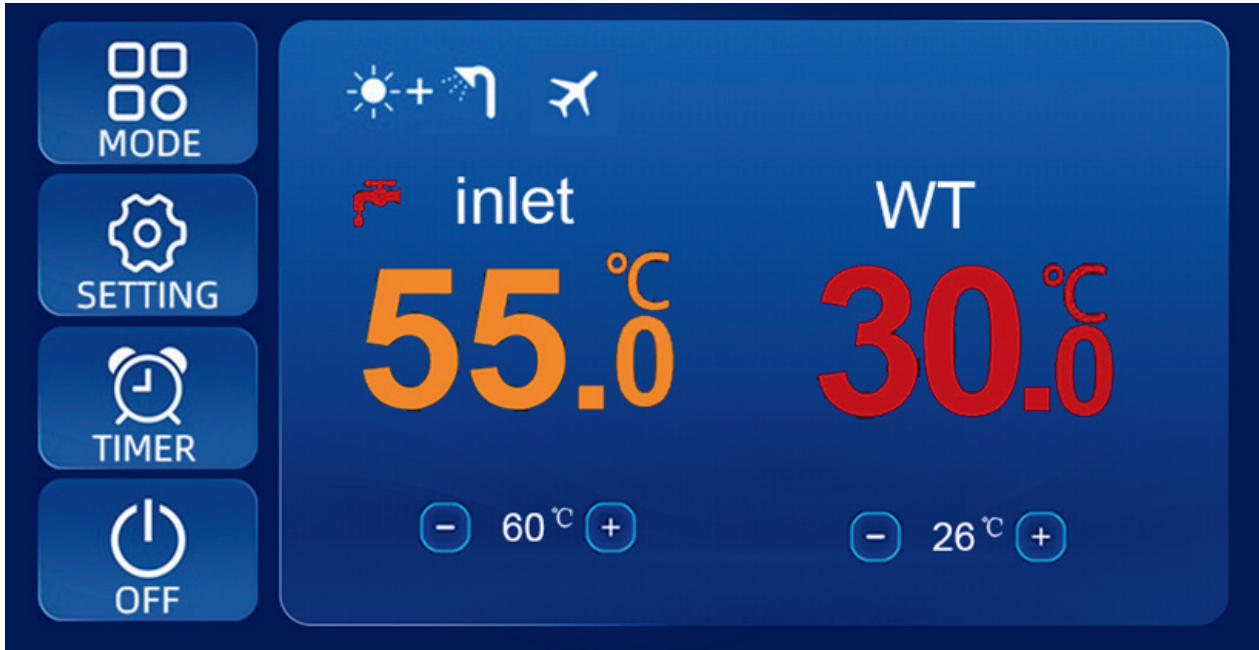 MODE
SETTING
TIMER
OFF
inlet
WT
55.0 ℃
30.0 ℃
- 60 ℃ +
- 26 ℃ +